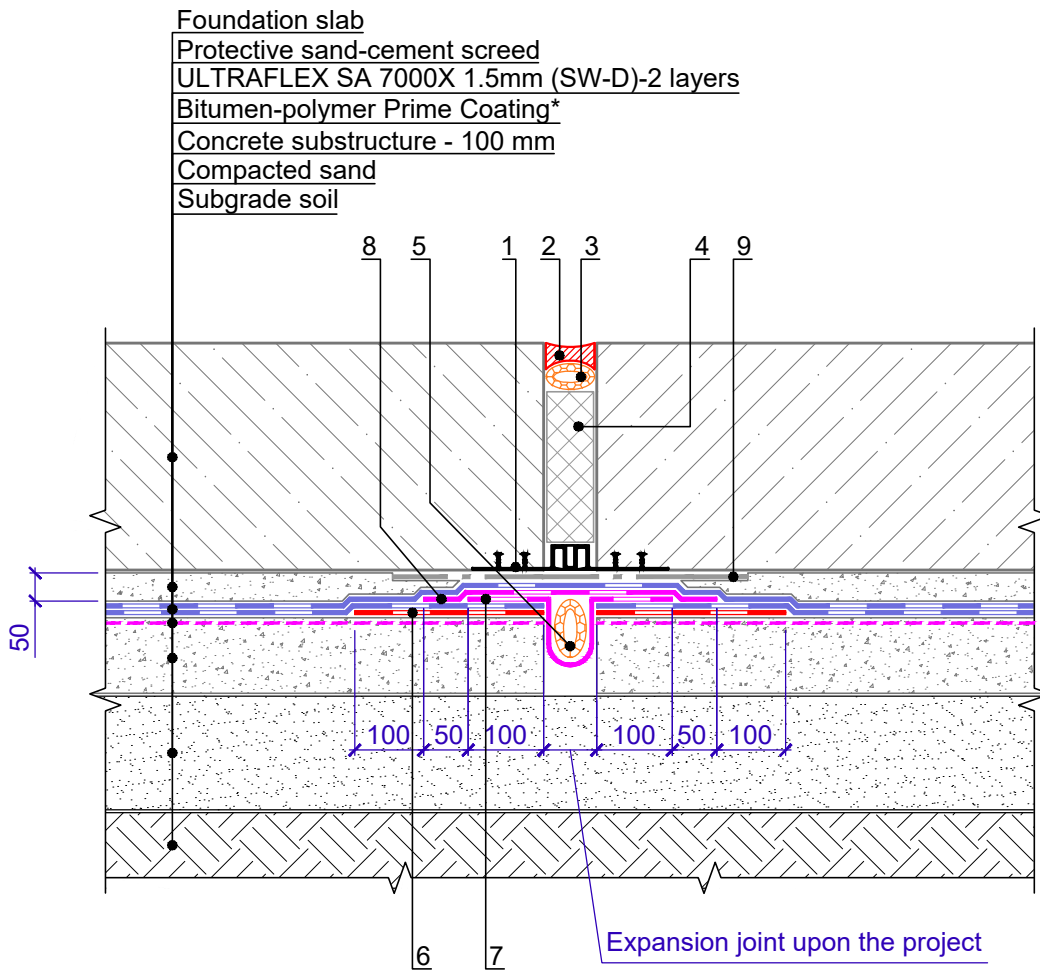 Foundation slab
Protective sand-cement screed
ULTRAFLEX SA 7000X 1.5mm (SW-D)-2 layers
Bitumen-polymer Prime Coating*
Concrete substructure - 100 mm
Compacted sand
Subgrade soil
8 5 1 2 3 4 9
50
100 50 100 100 50 100
Expansion joint upon the project
6 7